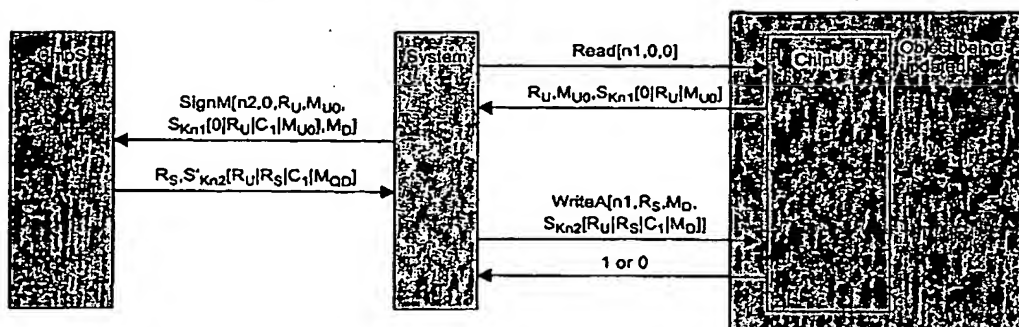 ChipS
System
Read[n1,0,0]
ChipU
Object being
updated
R_U,M_U0,S_Kn1[0|R_U|M_U0]
SignM[n2,0,R_U,M_U0,
S_Kn1[0|R_U|C_1|M_U0],M_D]
R_S,S'_Kn2[R_U|R_S|C_1|M_QD]
WriteA[n1,R_S,M_D,
S_Kn2[R_U|R_S|C_1|M_D]]
1 or 0